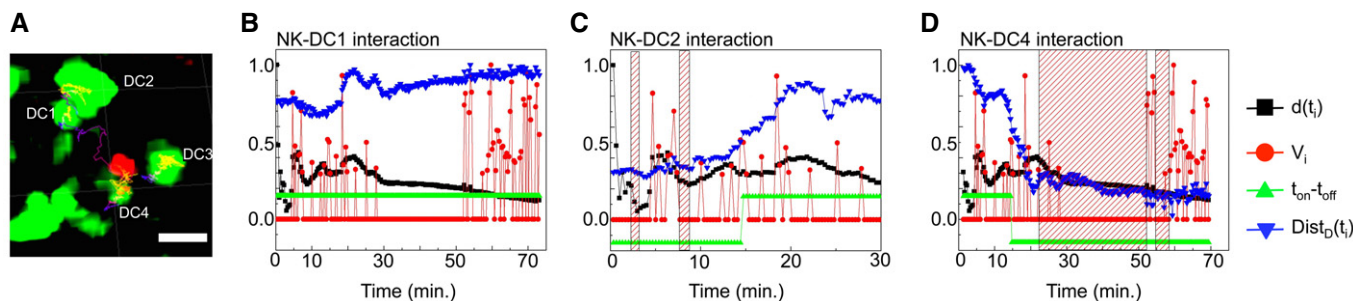 A
DC2
DC1
DC3
DC4
B
NK-DC1 interaction
1.0
0.5
0.0
0
10
30
50
70
Time (min.)
C
NK-DC2 interaction
1.0
0.5
0.0
0
10
20
30
Time (min.)
D
NK-DC4 interaction
1.0
0.5
0.0
0
10
30
50
70
Time (min.)
d(tᵢ)
Vᵢ
tₒₙ-tₒff
Dist_D(tᵢ)